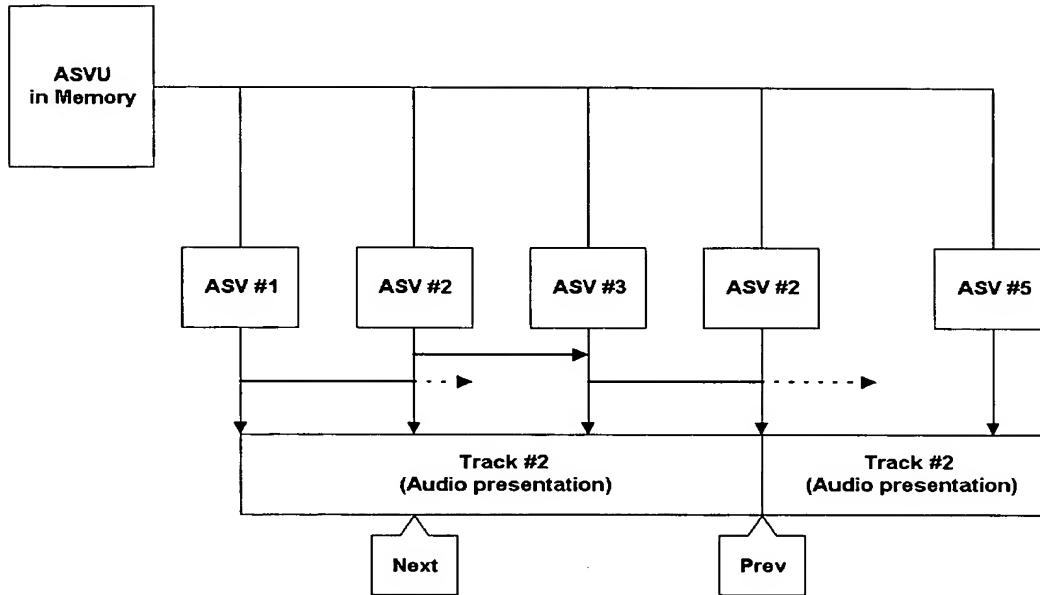 ASVU
in Memory
ASV #1
ASV #2
ASV #3
ASV #2
ASV #5
Track #2
(Audio presentation)
Track #2
(Audio presentation)
Next
Prev